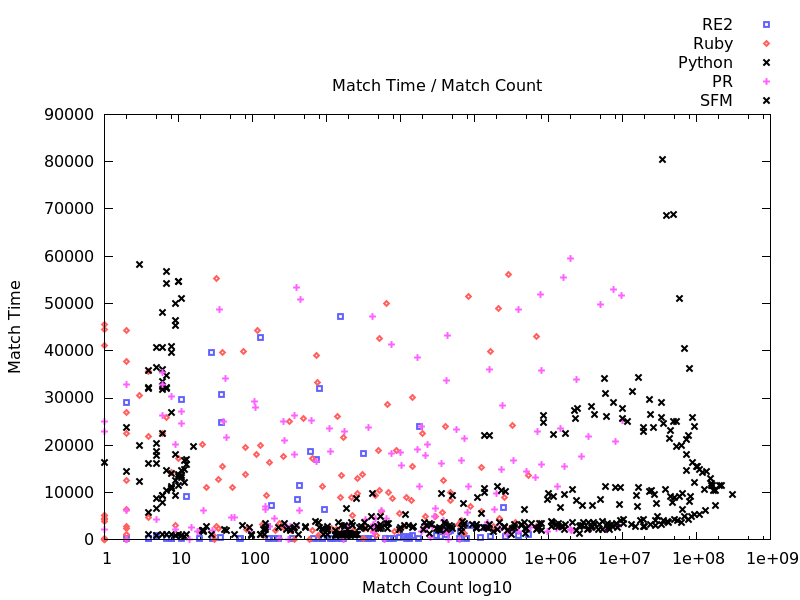 RE2
Ruby
Python
PR
SFM
Match Time / Match Count
90000
80000
70000
60000
50000
40000
30000
20000
10000
0
Match Time
1 10 100 1000 10000 100000 1e+06 1e+07 1e+08 1e+09
Match Count log10